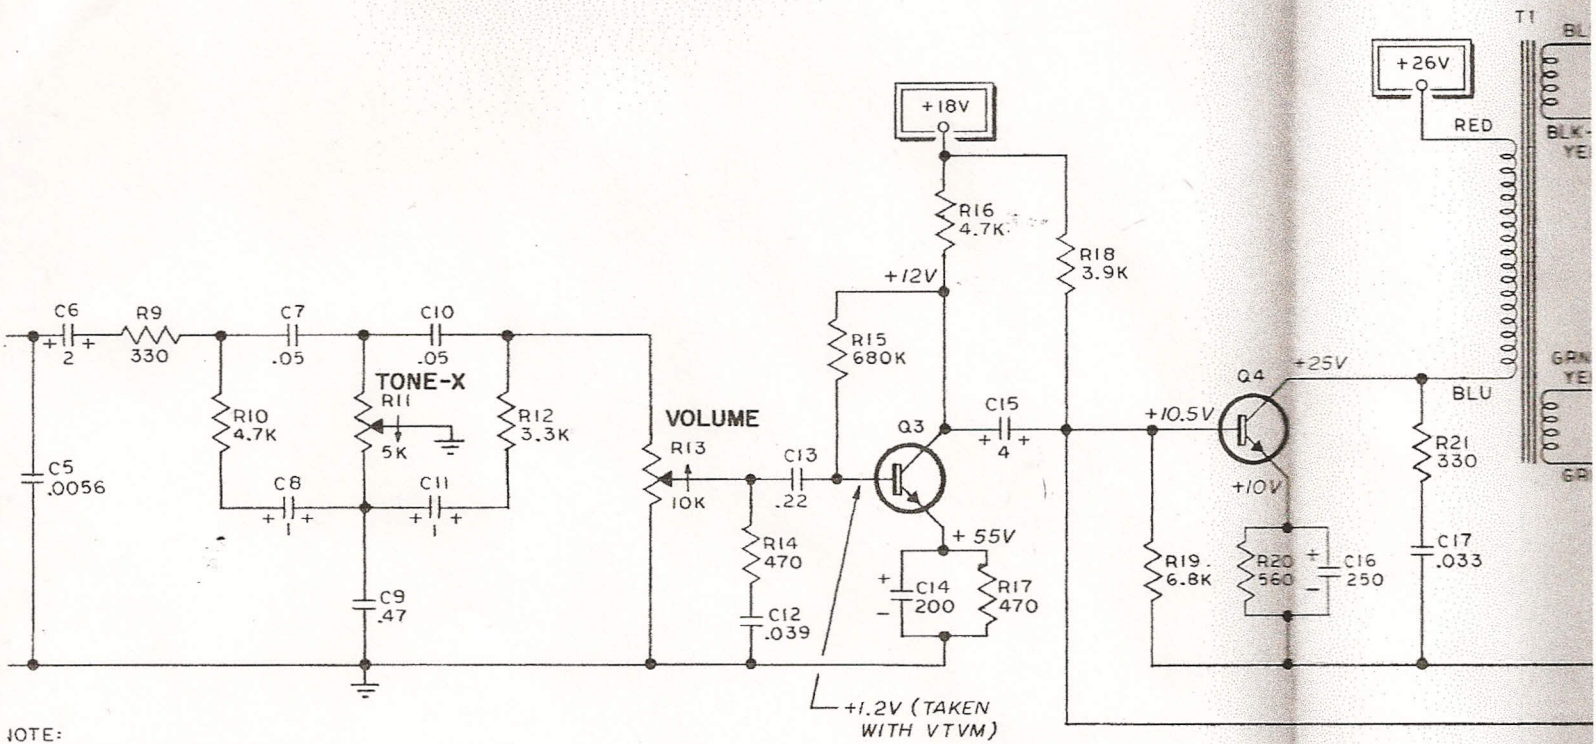 T1
BL
+26V
+18V
RED
BLK-
YE
R16
4.7K
R18
3.9K
+12V
C6
+ 2 +
R9
330
C7
.05
C10
.05
R15
680K
TONE-X
R11
5K
VOLUME
R13
10K
R10
4.7K
R12
3.3K
C5
.0056
C8
+ 1 +
C11
+ 1 +
C13
.22
Q3
C15
+ 4 +
+10.5V
Q4
+25V
BLU
GRN
YE
GR
+10V
R21
330
R14
470
+ 55V
C9
.47
C12
.039
+
C14
200
-
R17
470
R19
6.8K
R20
560
+
C16
250
-
C17
.033
+1.2V (TAKEN
WITH VTVM)
NOTE: